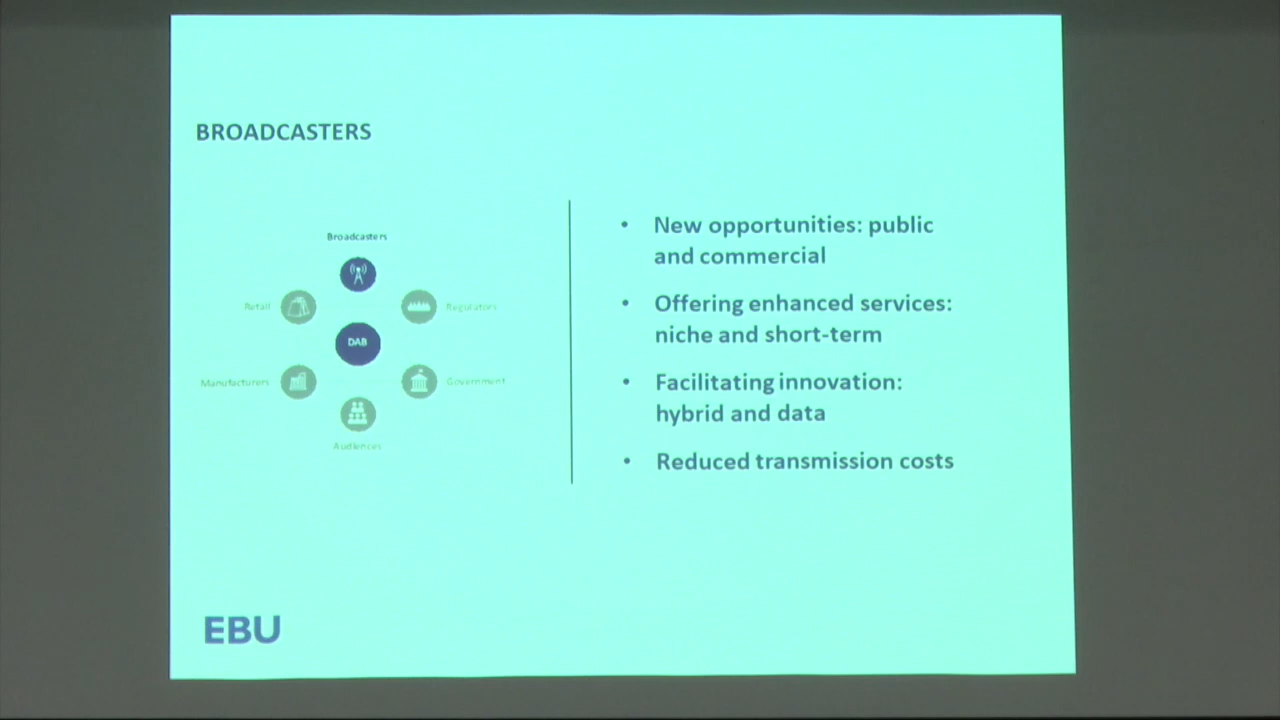 BROADCASTERS
Broadcasters
Retail
Regulators
DAB
Manufacturers
Government
Audiences
• New opportunities: public
and commercial
• Offering enhanced services:
niche and short-term
• Facilitating innovation:
hybrid and data
• Reduced transmission costs
EBU